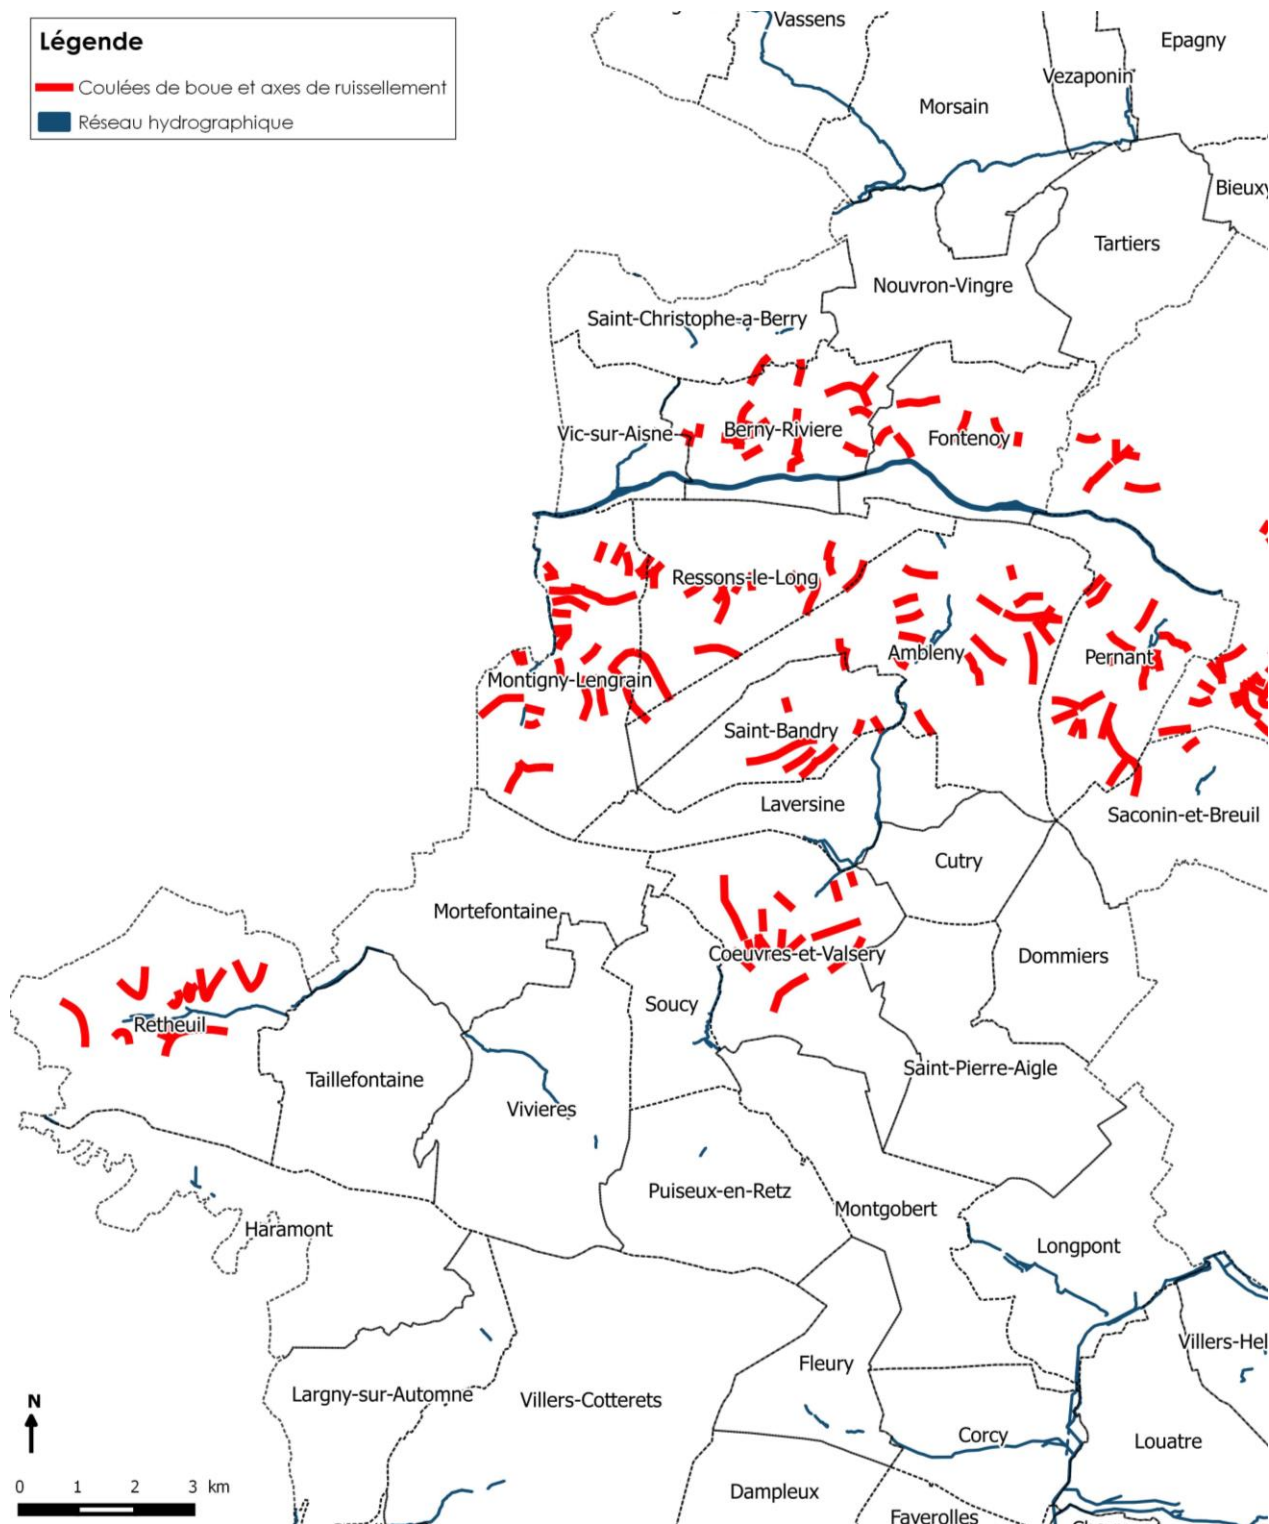 Légende
Coulées de boue et axes de ruissellement
Réseau hydrographique
Vassens
Epagny
Vezaponin
Morsain
Bieuxy
Tartiers
Nouvron-Vingre
Saint-Christophe-a-Berry
Vic-sur-Aisne
Berny-Riviere
Fontenoy
Ressons-le-Long
Ambleny
Pernant
Montigny-Lengrain
Saint-Bandry
Laversine
Saconin-et-Breuil
Cutry
Mortefontaine
Coeuvres-et-Valsery
Dommiers
Soucy
Retheuil
Saint-Pierre-Aigle
Taillefontaine
Vivieres
Puiseux-en-Retz
Montgobert
Haramont
Longpont
Villers-Hel
Fleury
Largny-sur-Automne
Villers-Cotterets
Corcy
Louatre
N
0 1 2 3 km
Dampleux
Faverolles